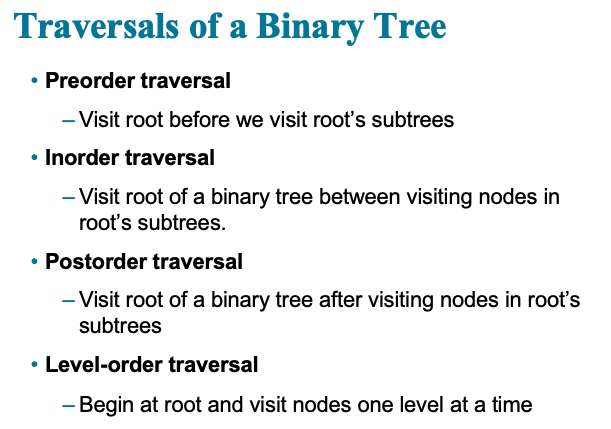 Traversals of a Binary Tree
• Preorder traversal
– Visit root before we visit root’s subtrees
• Inorder traversal
– Visit root of a binary tree between visiting nodes in
root’s subtrees.
• Postorder traversal
– Visit root of a binary tree after visiting nodes in root’s
subtrees
• Level-order traversal
– Begin at root and visit nodes one level at a time